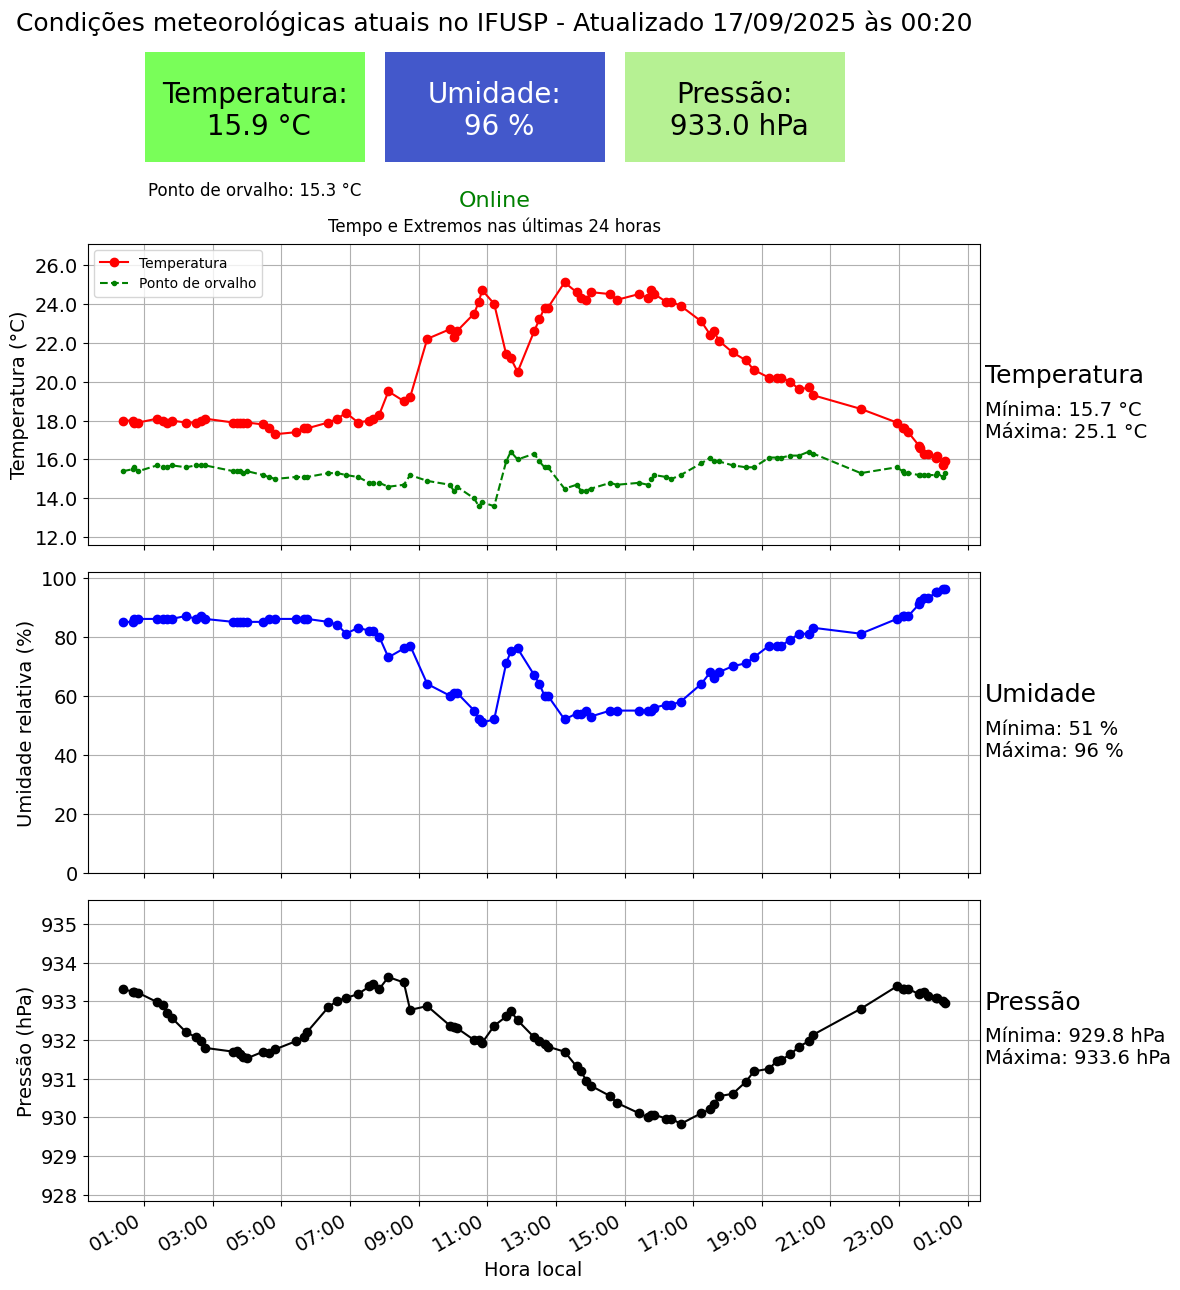 Condições meteorológicas atuais no IFUSP - Atualizado 17/09/2025 às 00:20
Temperatura:
15.9 °C
Umidade:
96 %
Pressão:
933.0 hPa
Ponto de orvalho: 15.3 °C
Online
Tempo e Extremos nas últimas 24 horas
Temperatura
Ponto de orvalho
26.0
24.0
22.0
20.0
18.0
16.0
14.0
12.0
Temperatura (°C)
Temperatura
Mínima: 15.7 °C
Máxima: 25.1 °C
100
80
60
40
20
0
Umidade relativa (%)
Umidade
Mínima: 51 %
Máxima: 96 %
935
934
933
932
931
930
929
928
Pressão (hPa)
Pressão
Mínima: 929.8 hPa
Máxima: 933.6 hPa
01:00 03:00 05:00 07:00 09:00 11:00 13:00 15:00 17:00 19:00 21:00 23:00 01:00
Hora local